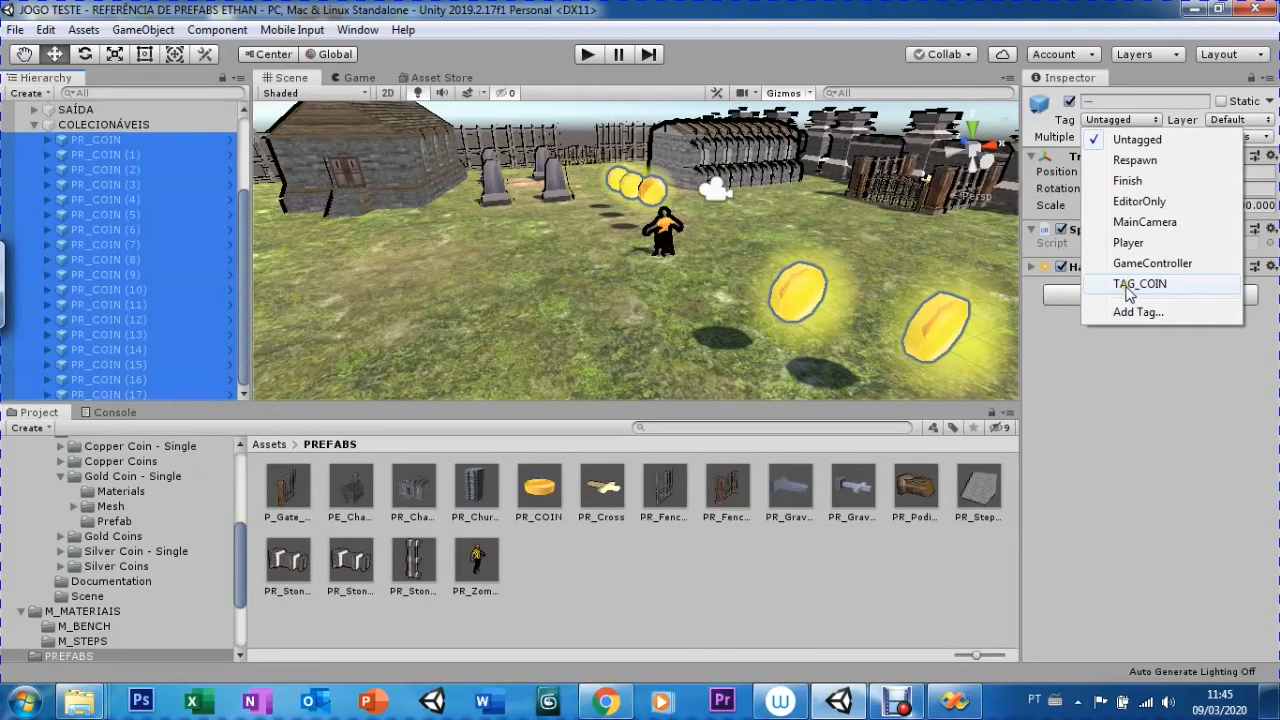 JOGO TESTE - REFERÊNCIA DE PREFABS ETHAN - PC, Mac & Linux Standalone - Unity 2019.2.17f1 Personal <DX11>
File Edit Assets GameObject Component Mobile Input Window Help
Center Global Collab Account Layers Layout
Hierarchy
Create All
SAÍDA
COLECIONÁVEIS
PR_COIN
PR_COIN (1)
PR_COIN (2)
PR_COIN (3)
PR_COIN (4)
PR_COIN (5)
PR_COIN (6)
PR_COIN (7)
PR_COIN (8)
PR_COIN (9)
PR_COIN (10)
PR_COIN (11)
PR_COIN (12)
PR_COIN (13)
PR_COIN (14)
PR_COIN (15)
PR_COIN (16)
PR_COIN (17)
Scene Game Asset Store
Shaded 2D 0 Gizmos All
Persp
Inspector
— Static
Tag Untagged Layer Default
Multiple
Position
Rotation
Scale
Script
Untagged
Respawn
Finish
EditorOnly
MainCamera
Player
GameController
TAG_COIN
Add Tag...
Project Console
Create 9
Copper Coin - Single
Copper Coins
Gold Coin - Single
Materials
Mesh
Prefab
Gold Coins
Silver Coin - Single
Silver Coins
Documentation
Scene
M_MATERIAIS
M_BENCH
M_STEPS
PREFABS
Assets > PREFABS
P_Gate_... PE_Cha... PR_Cha... PR_Chur... PR_COIN PR_Cross PR_Fenc... PR_Fenc... PR_Grav... PR_Grav... PR_Podi... PR_Step...
PR_Ston... PR_Ston... PR_Ston... PR_Zom...
Auto Generate Lighting Off
PT 11:45
09/03/2020